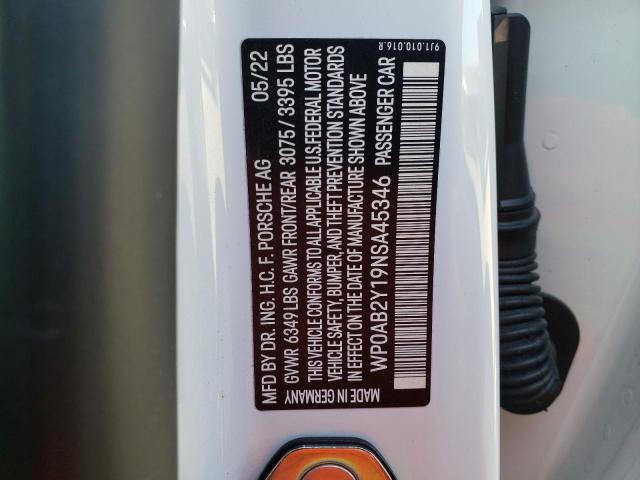 MFD BY DR. ING. H.C. F. PORSCHE AG 05/22
GVWR 6349 LBS GAWR FRONT/REAR 3075 / 3395 LBS
THIS VEHICLE CONFORMS TO ALL APPLICABLE U.S.FEDERAL MOTOR
VEHICLE SAFETY, BUMPER, AND THEFT PREVENTION STANDARDS
IN EFFECT ON THE DATE OF MANUFACTURE SHOWN ABOVE
WP0AB2Y19NSA45346 PASSENGER CAR
MADE IN GERMANY 9J1.010.016.R